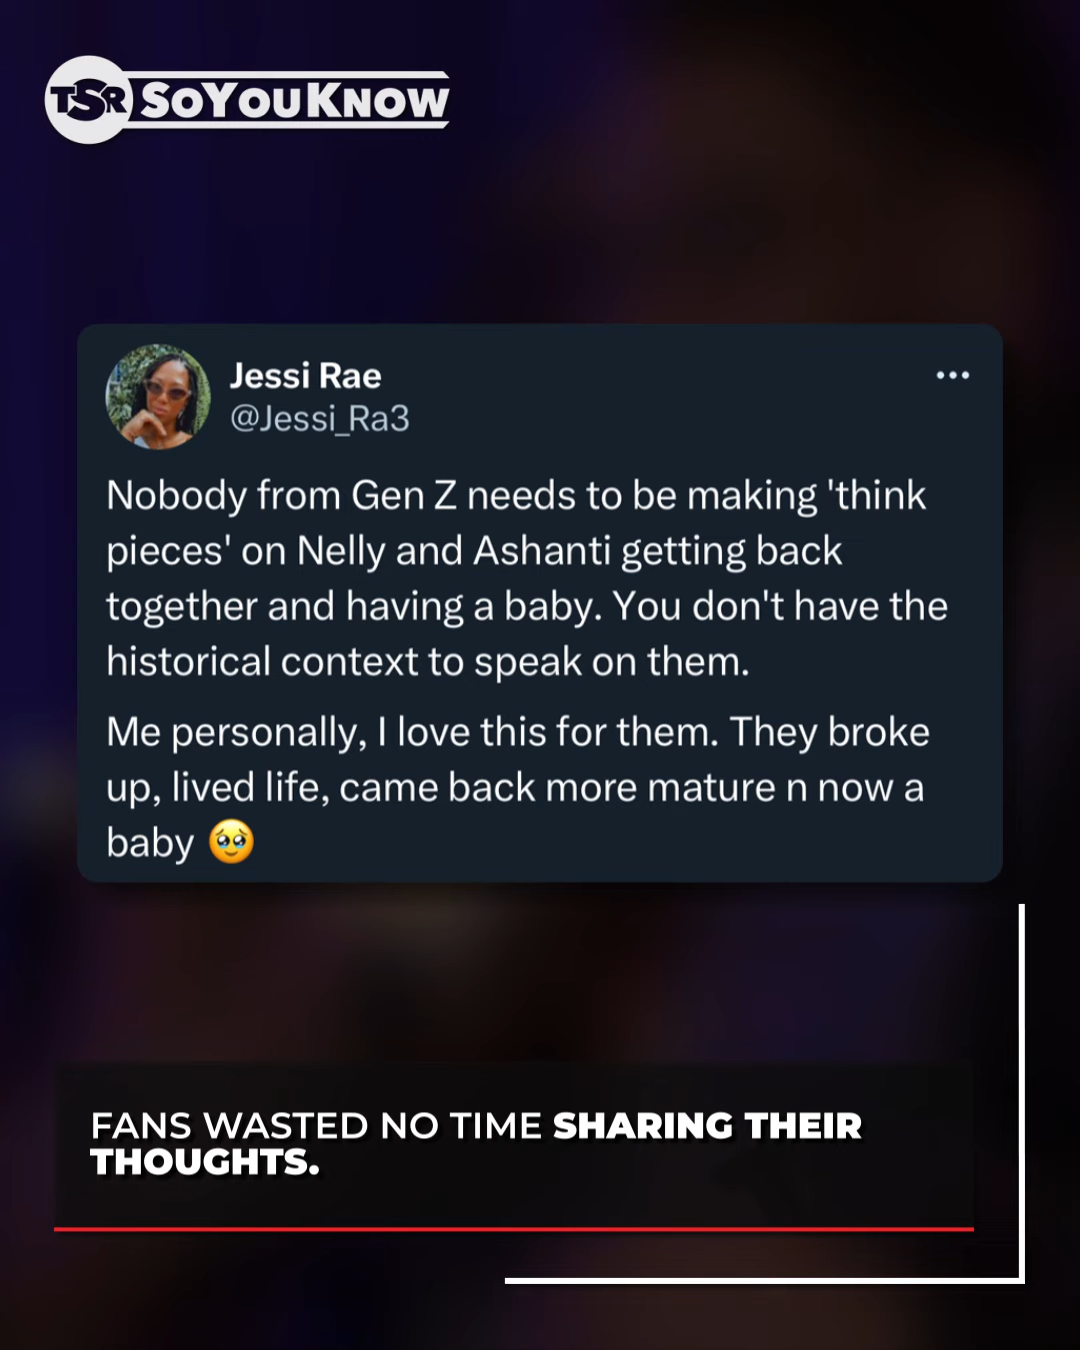 TSR SoYouKnow
Jessi Rae
@Jessi_Ra3
Nobody from Gen Z needs to be making 'think
pieces' on Nelly and Ashanti getting back
together and having a baby. You don't have the
historical context to speak on them.
Me personally, I love this for them. They broke
up, lived life, came back more mature n now a
baby 🥹
FANS WASTED NO TIME SHARING THEIR
THOUGHTS.